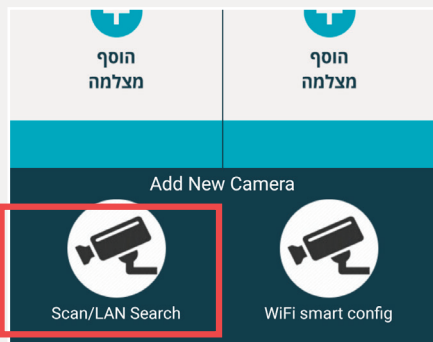 הוסף
מצלמה
הוסף
מצלמה
Add New Camera
Scan/LAN Search
WiFi smart config